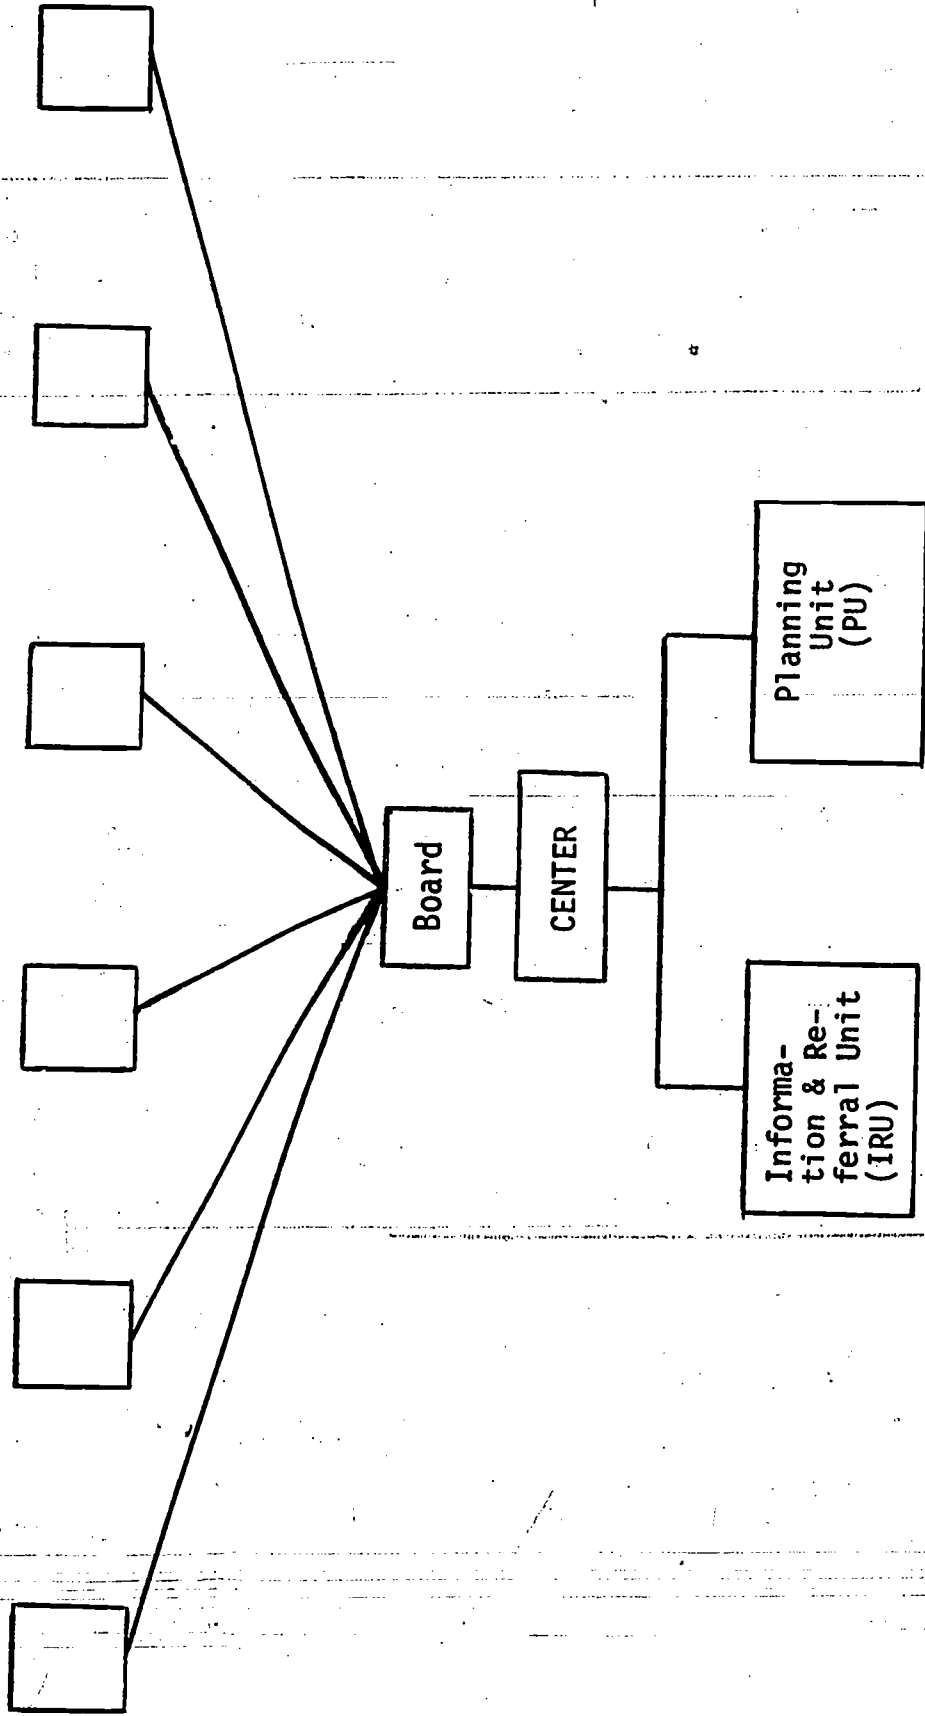 Board
CENTER
Informa-
tion & Re-
ferral Unit
(IRU)
Planning
Unit
(PU)